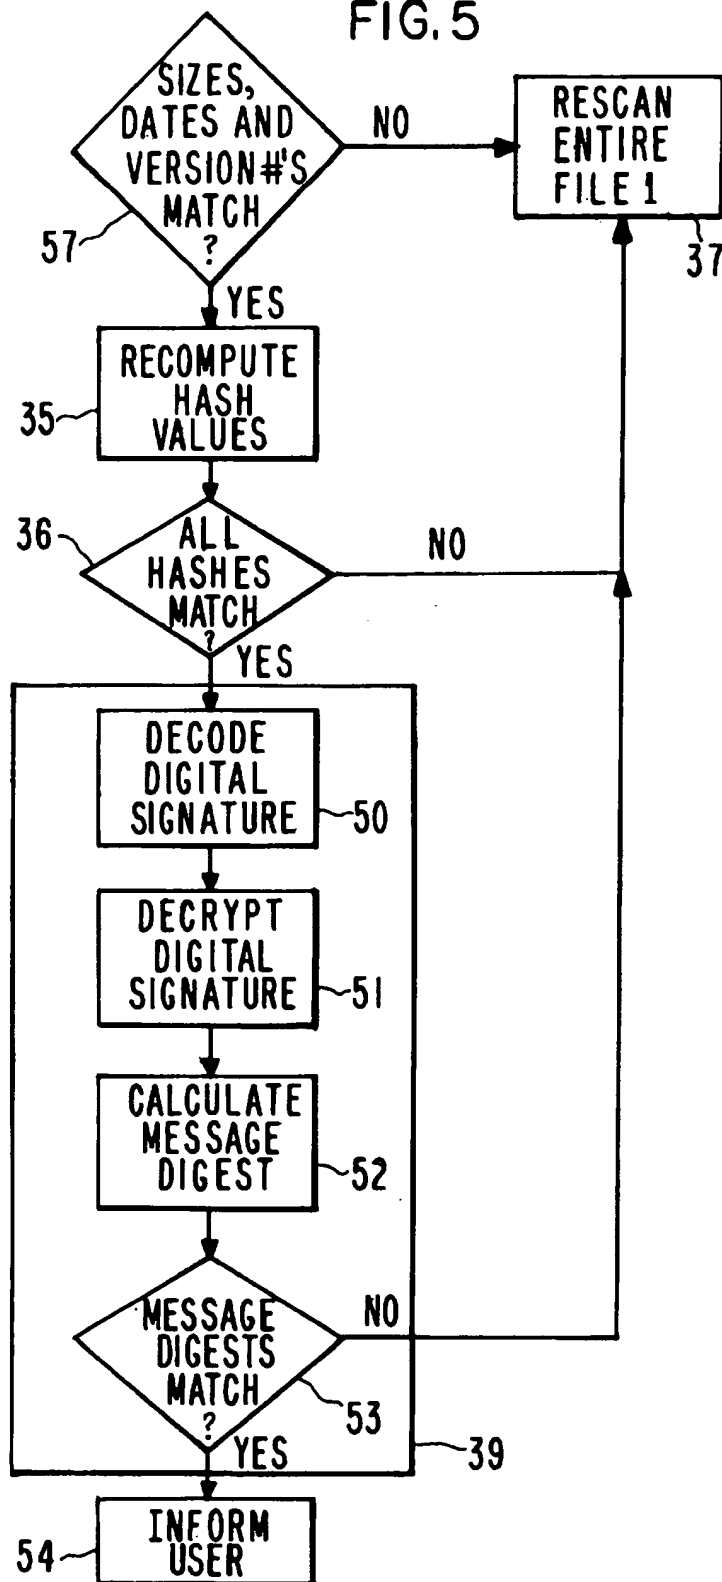 FIG. 5
SIZES,
DATES AND
VERSION #'S
MATCH
?
57
NO
RESCAN
ENTIRE
FILE 1
37
YES
RECOMPUTE
HASH
VALUES
35
36
ALL
HASHES
MATCH
?
NO
YES
DECODE
DIGITAL
SIGNATURE
50
DECRYPT
DIGITAL
SIGNATURE
51
CALCULATE
MESSAGE
DIGEST
52
MESSAGE
DIGESTS
MATCH
?
NO
53
YES
39
INFORM
USER
54